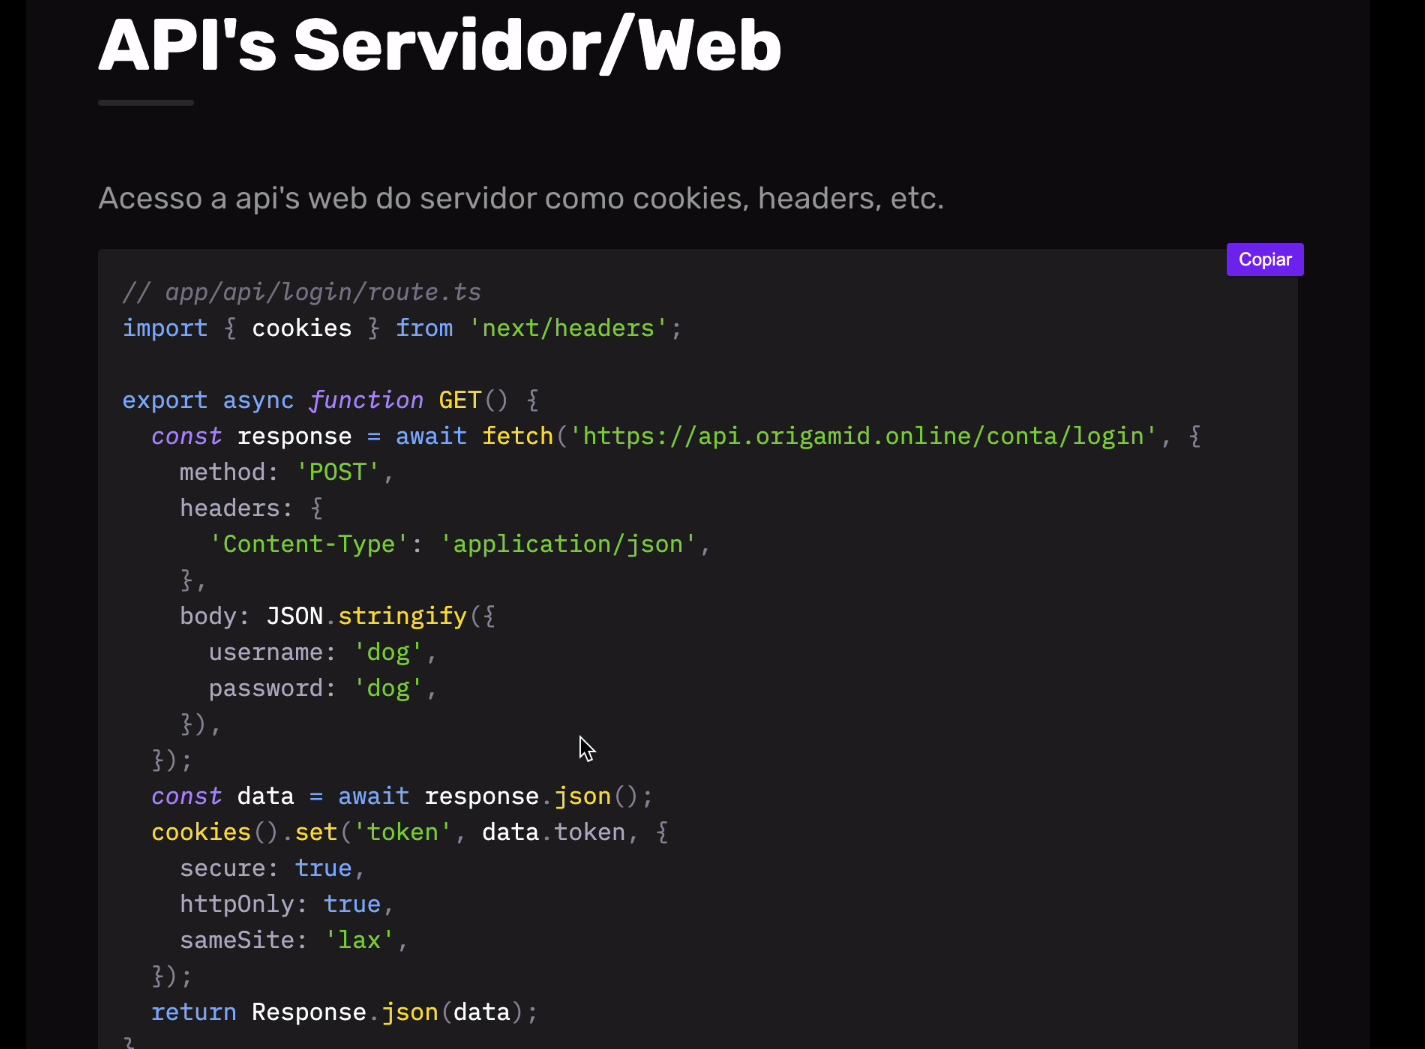 API's Servidor/Web
Acesso a api's web do servidor como cookies, headers, etc.
Copiar
// app/api/login/route.ts
import { cookies } from 'next/headers';
export async function GET() {
const response = await fetch('https://api.origamid.online/conta/login', {
method: 'POST',
headers: {
'Content-Type': 'application/json',
},
body: JSON.stringify({
username: 'dog',
password: 'dog',
}),
});
const data = await response.json();
cookies().set('token', data.token, {
secure: true,
httpOnly: true,
sameSite: 'lax',
});
return Response.json(data);
}